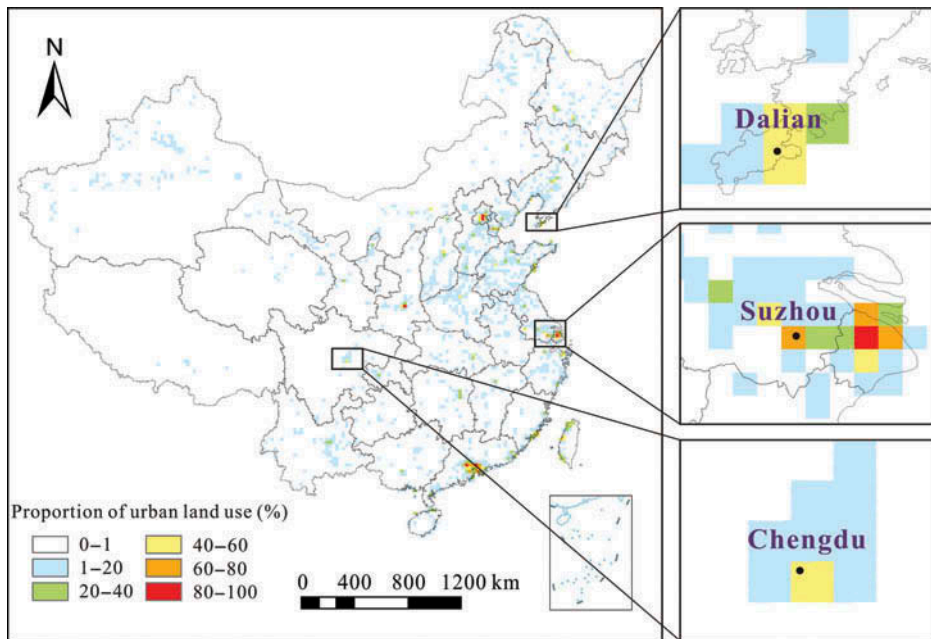 N
Dalian
Suzhou
Chengdu
Proportion of urban land use (%)
0–1
1–20
20–40
40–60
60–80
80–100
0 400 800 1200 km